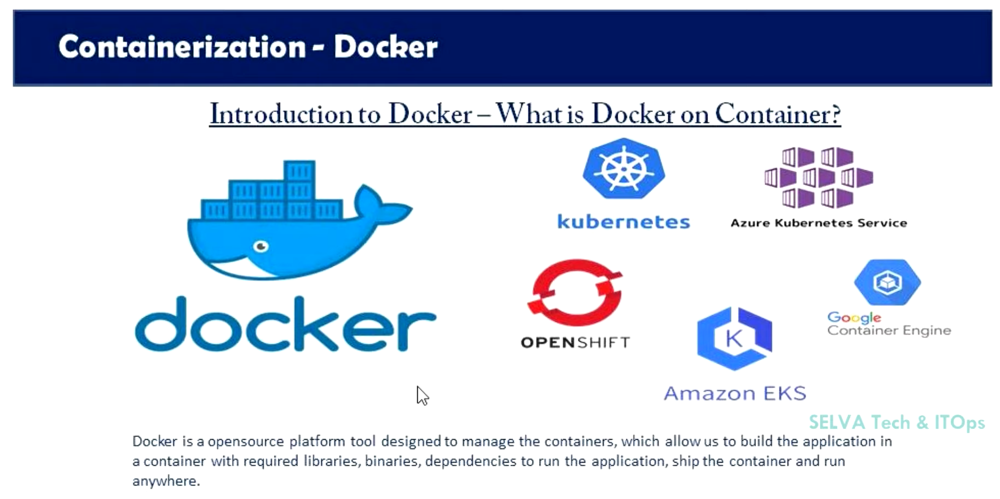 Containerization - Docker
Introduction to Docker – What is Docker on Container?
docker
kubernetes
Azure Kubernetes Service
OPENSHIFT
K
Amazon EKS
Google
Container Engine
SELVA Tech & ITOps
Docker is a opensource platform tool designed to manage the containers, which allow us to build the application in
a container with required libraries, binaries, dependencies to run the application, ship the container and run
anywhere.